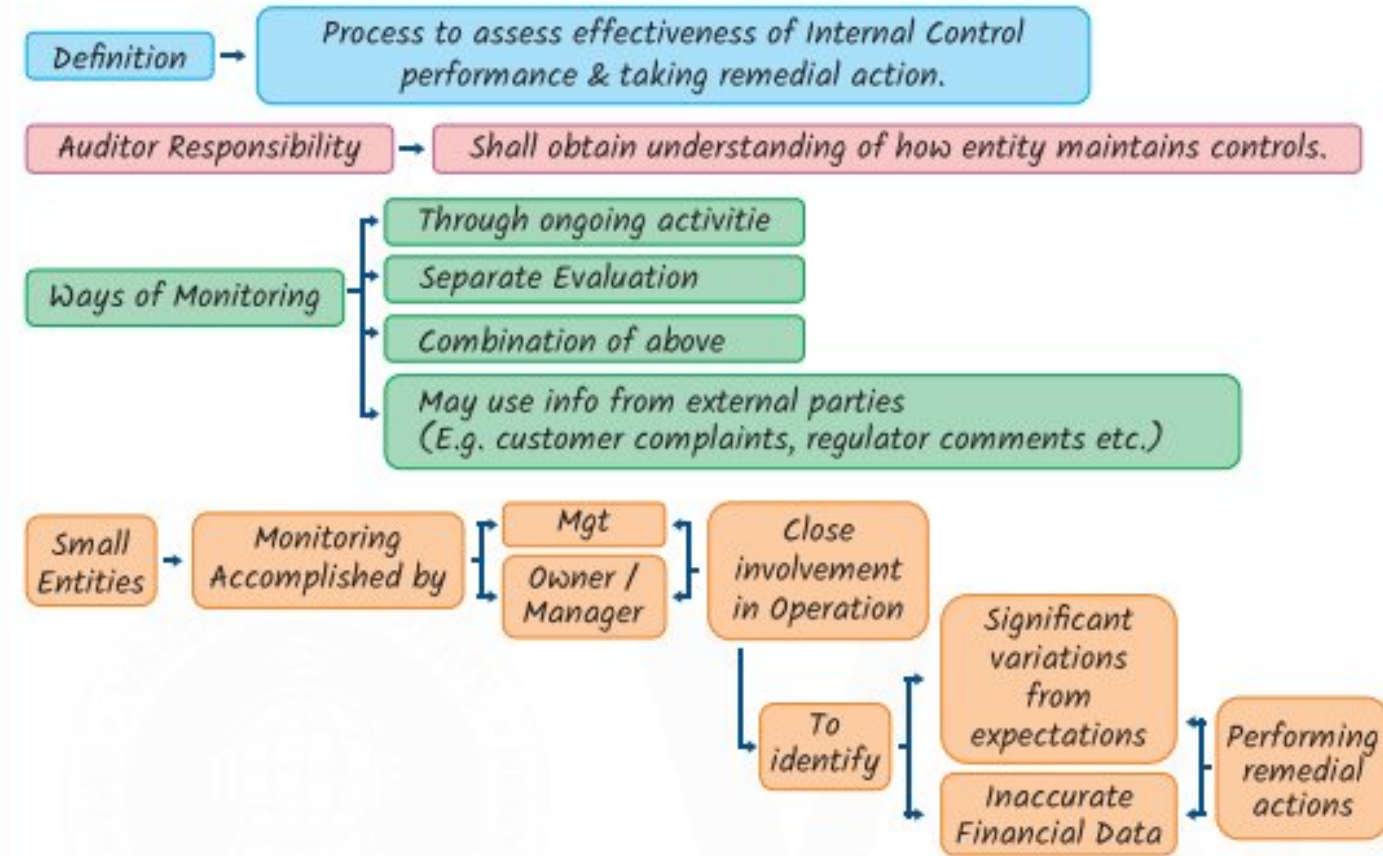 Definition
Process to assess effectiveness of Internal Control
performance & taking remedial action.
Auditor Responsibility
Shall obtain understanding of how entity maintains controls.
Ways of Monitoring
Through ongoing activitie
Separate Evaluation
Combination of above
May use info from external parties
(E.g. customer complaints, regulator comments etc.)
Small
Entities
Monitoring
Accomplished by
Mgt
Owner /
Manager
Close
involvement
in Operation
To
identify
Significant
variations
from
expectations
Inaccurate
Financial Data
Performing
remedial
actions